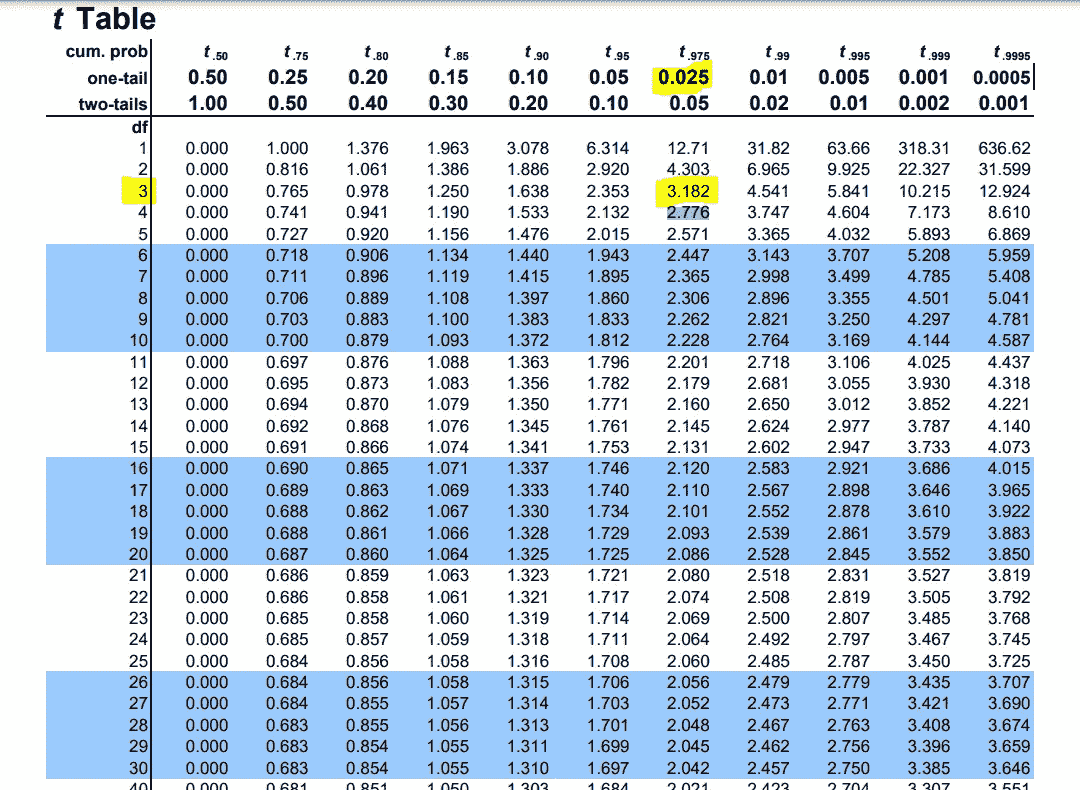 t Table
cum. prob t .50 t .75 t .80 t .85 t .90 t .95 t .975 t .99 t .995 t .999 t .9995
one-tail 0.50 0.25 0.20 0.15 0.10 0.05 0.025 0.01 0.005 0.001 0.0005
two-tails 1.00 0.50 0.40 0.30 0.20 0.10 0.05 0.02 0.01 0.002 0.001
df
1 0.000 1.000 1.376 1.963 3.078 6.314 12.71 31.82 63.66 318.31 636.62
2 0.000 0.816 1.061 1.386 1.886 2.920 4.303 6.965 9.925 22.327 31.599
3 0.000 0.765 0.978 1.250 1.638 2.353 3.182 4.541 5.841 10.215 12.924
4 0.000 0.741 0.941 1.190 1.533 2.132 2.776 3.747 4.604 7.173 8.610
5 0.000 0.727 0.920 1.156 1.476 2.015 2.571 3.365 4.032 5.893 6.869
6 0.000 0.718 0.906 1.134 1.440 1.943 2.447 3.143 3.707 5.208 5.959
7 0.000 0.711 0.896 1.119 1.415 1.895 2.365 2.998 3.499 4.785 5.408
8 0.000 0.706 0.889 1.108 1.397 1.860 2.306 2.896 3.355 4.501 5.041
9 0.000 0.703 0.883 1.100 1.383 1.833 2.262 2.821 3.250 4.297 4.781
10 0.000 0.700 0.879 1.093 1.372 1.812 2.228 2.764 3.169 4.144 4.587
11 0.000 0.697 0.876 1.088 1.363 1.796 2.201 2.718 3.106 4.025 4.437
12 0.000 0.695 0.873 1.083 1.356 1.782 2.179 2.681 3.055 3.930 4.318
13 0.000 0.694 0.870 1.079 1.350 1.771 2.160 2.650 3.012 3.852 4.221
14 0.000 0.692 0.868 1.076 1.345 1.761 2.145 2.624 2.977 3.787 4.140
15 0.000 0.691 0.866 1.074 1.341 1.753 2.131 2.602 2.947 3.733 4.073
16 0.000 0.690 0.865 1.071 1.337 1.746 2.120 2.583 2.921 3.686 4.015
17 0.000 0.689 0.863 1.069 1.333 1.740 2.110 2.567 2.898 3.646 3.965
18 0.000 0.688 0.862 1.067 1.330 1.734 2.101 2.552 2.878 3.610 3.922
19 0.000 0.688 0.861 1.066 1.328 1.729 2.093 2.539 2.861 3.579 3.883
20 0.000 0.687 0.860 1.064 1.325 1.725 2.086 2.528 2.845 3.552 3.850
21 0.000 0.686 0.859 1.063 1.323 1.721 2.080 2.518 2.831 3.527 3.819
22 0.000 0.686 0.858 1.061 1.321 1.717 2.074 2.508 2.819 3.505 3.792
23 0.000 0.685 0.858 1.060 1.319 1.714 2.069 2.500 2.807 3.485 3.768
24 0.000 0.685 0.857 1.059 1.318 1.711 2.064 2.492 2.797 3.467 3.745
25 0.000 0.684 0.856 1.058 1.316 1.708 2.060 2.485 2.787 3.450 3.725
26 0.000 0.684 0.856 1.058 1.315 1.706 2.056 2.479 2.779 3.435 3.707
27 0.000 0.684 0.855 1.057 1.314 1.703 2.052 2.473 2.771 3.421 3.690
28 0.000 0.683 0.855 1.056 1.313 1.701 2.048 2.467 2.763 3.408 3.674
29 0.000 0.683 0.854 1.055 1.311 1.699 2.045 2.462 2.756 3.396 3.659
30 0.000 0.683 0.854 1.055 1.310 1.697 2.042 2.457 2.750 3.385 3.646
40 0.000 0.681 0.851 1.050 1.303 1.684 2.021 2.423 2.704 3.307 3.551